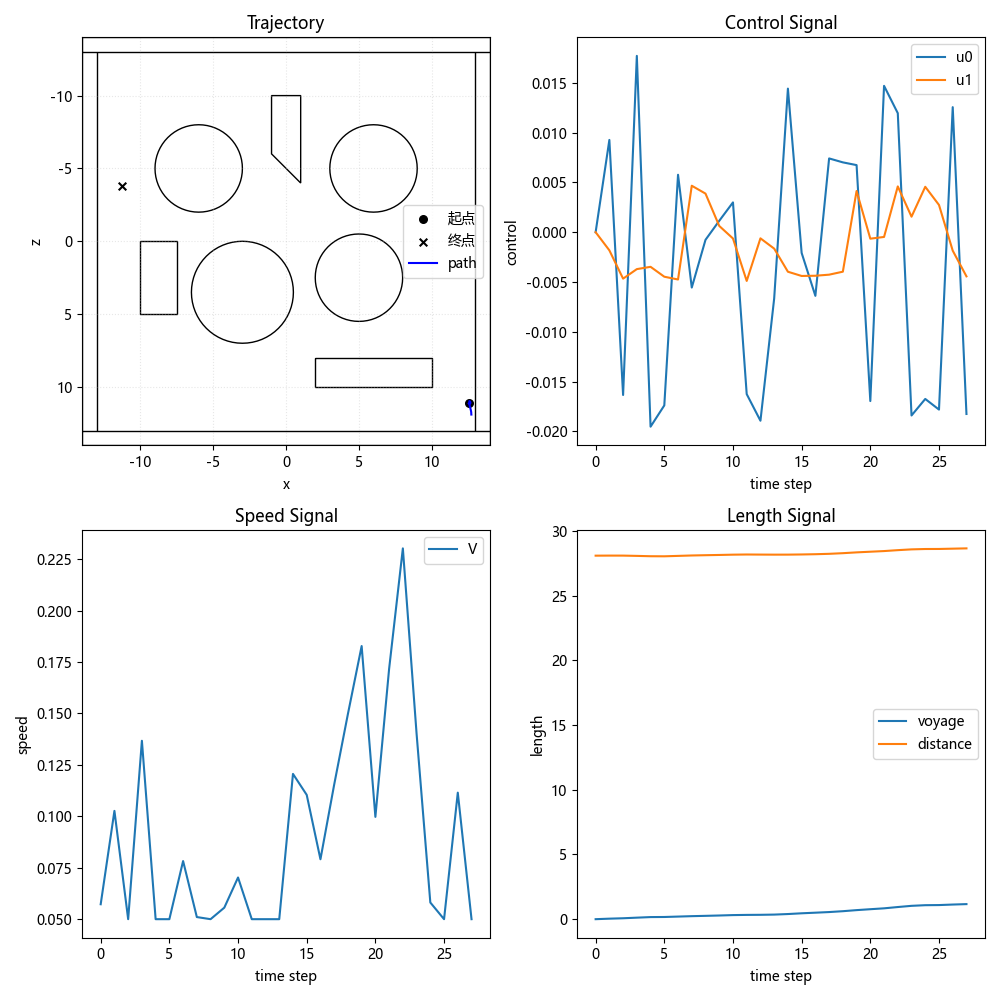 Trajectory
-10
-5
0
5
10
z
-10
-5
0
5
10
x
起点
终点
path
Control Signal
0.015
0.010
0.005
0.000
-0.005
-0.010
-0.015
-0.020
control
0
5
10
15
20
25
time step
u0
u1
Speed Signal
0.225
0.200
0.175
0.150
0.125
0.100
0.075
0.050
speed
0
5
10
15
20
25
time step
V
Length Signal
30
25
20
15
10
5
0
length
0
5
10
15
20
25
time step
voyage
distance